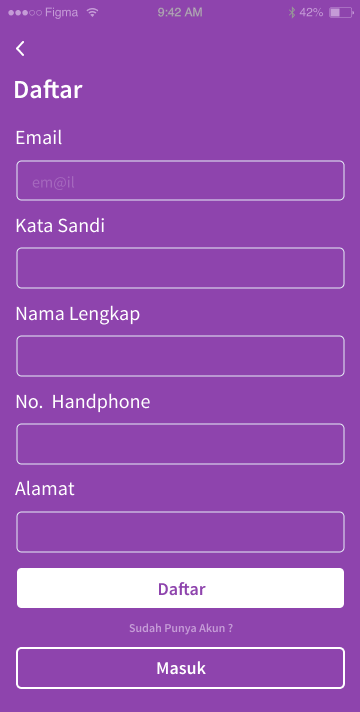 Figma 9:42 AM 42%
Daftar
Email
em@il
Kata Sandi
Nama Lengkap
No. Handphone
Alamat
Daftar
Sudah Punya Akun ?
Masuk